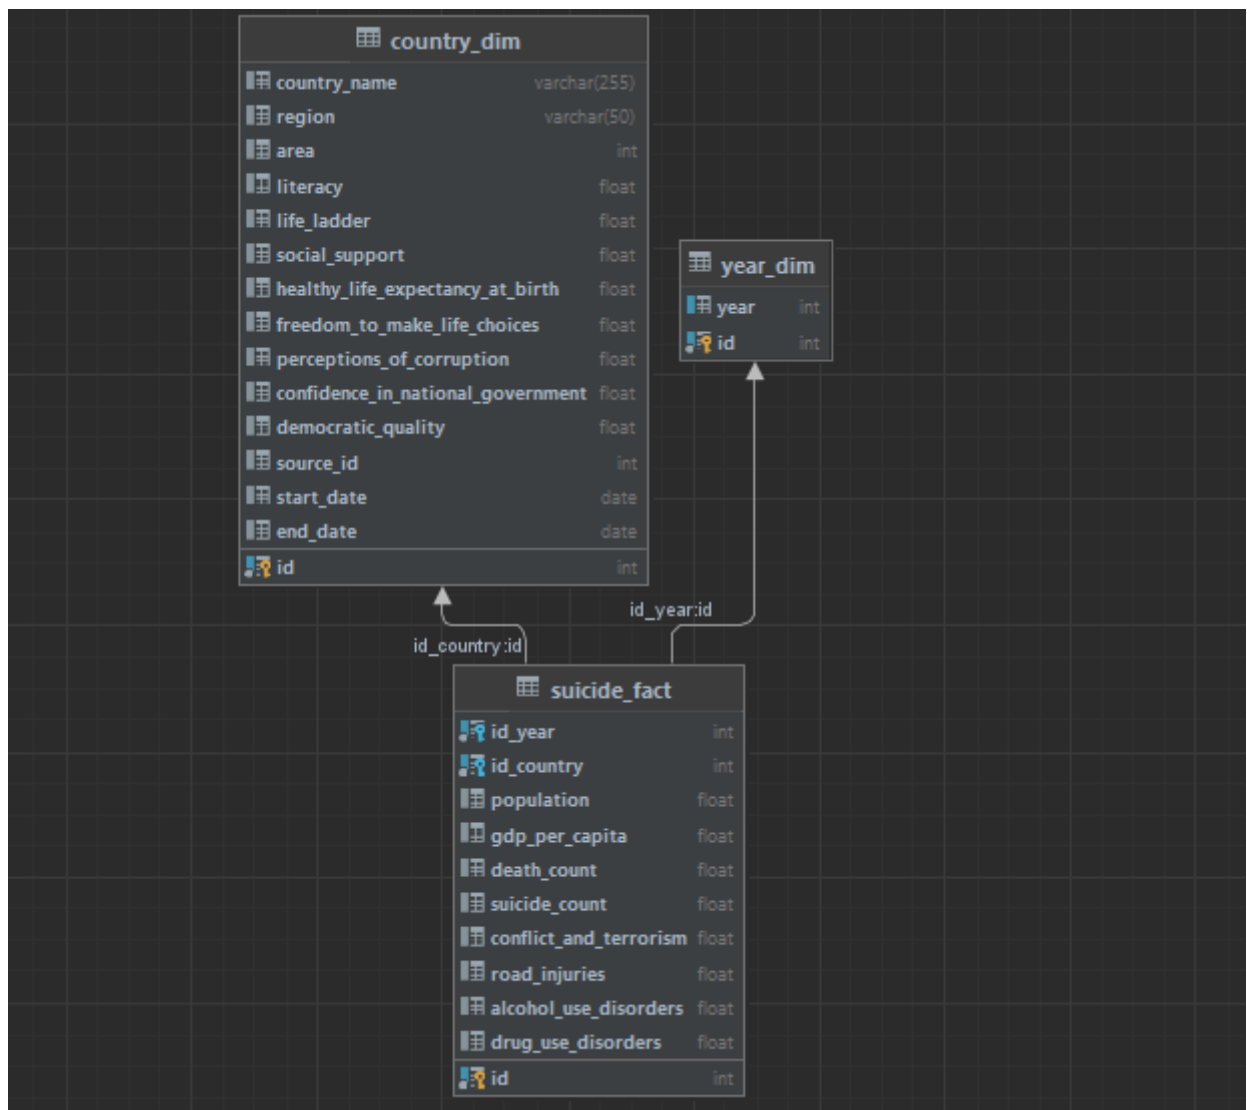 country_dim
country_name varchar(255)
region varchar(50)
area int
literacy float
life_ladder float
social_support float
healthy_life_expectancy_at_birth float
freedom_to_make_life_choices float
perceptions_of_corruption float
confidence_in_national_government float
democratic_quality float
source_id int
start_date date
end_date date
id int
year_dim
year int
id int
id_year:id
id_country:id
suicide_fact
id_year int
id_country int
population float
gdp_per_capita float
death_count float
suicide_count float
conflict_and_terrorism float
road_injuries float
alcohol_use_disorders float
drug_use_disorders float
id int